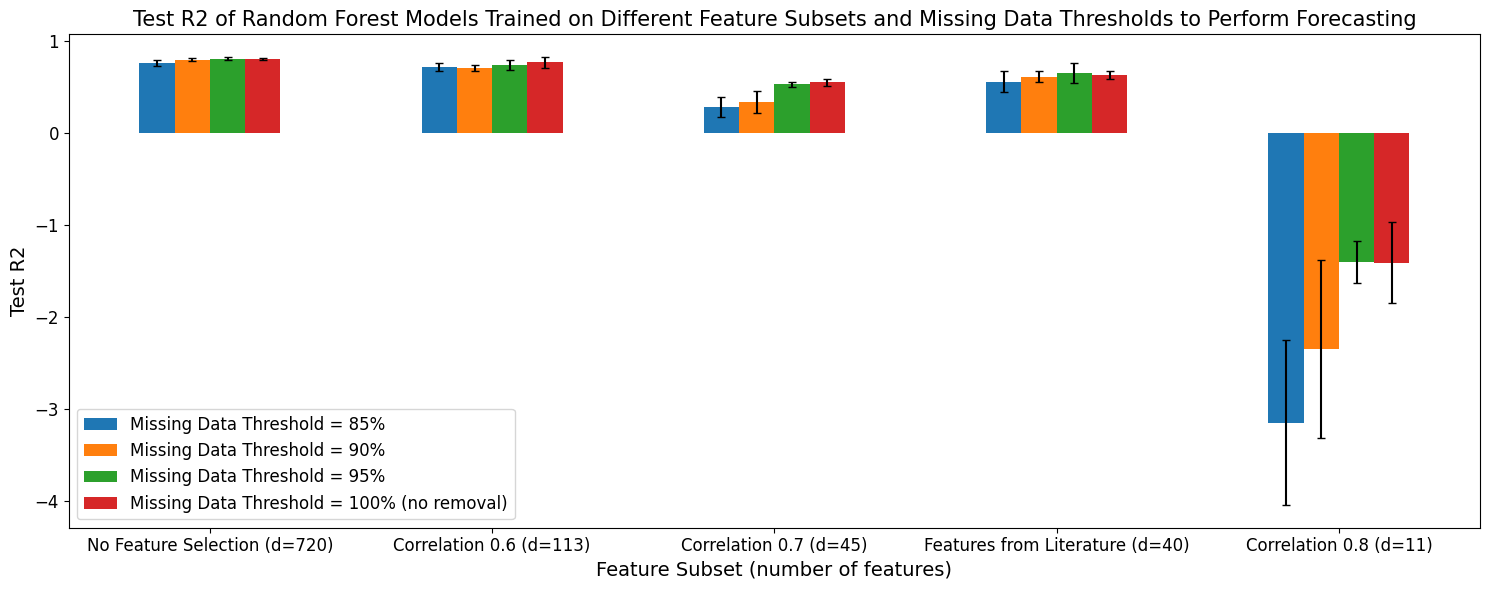 Test R2 of Random Forest Models Trained on Different Feature Subsets and Missing Data Thresholds to Perform Forecasting
1
0
−1
−2
−3
−4
Test R2
Missing Data Threshold = 85%
Missing Data Threshold = 90%
Missing Data Threshold = 95%
Missing Data Threshold = 100% (no removal)
No Feature Selection (d=720) Correlation 0.6 (d=113) Correlation 0.7 (d=45) Features from Literature (d=40) Correlation 0.8 (d=11)
Feature Subset (number of features)